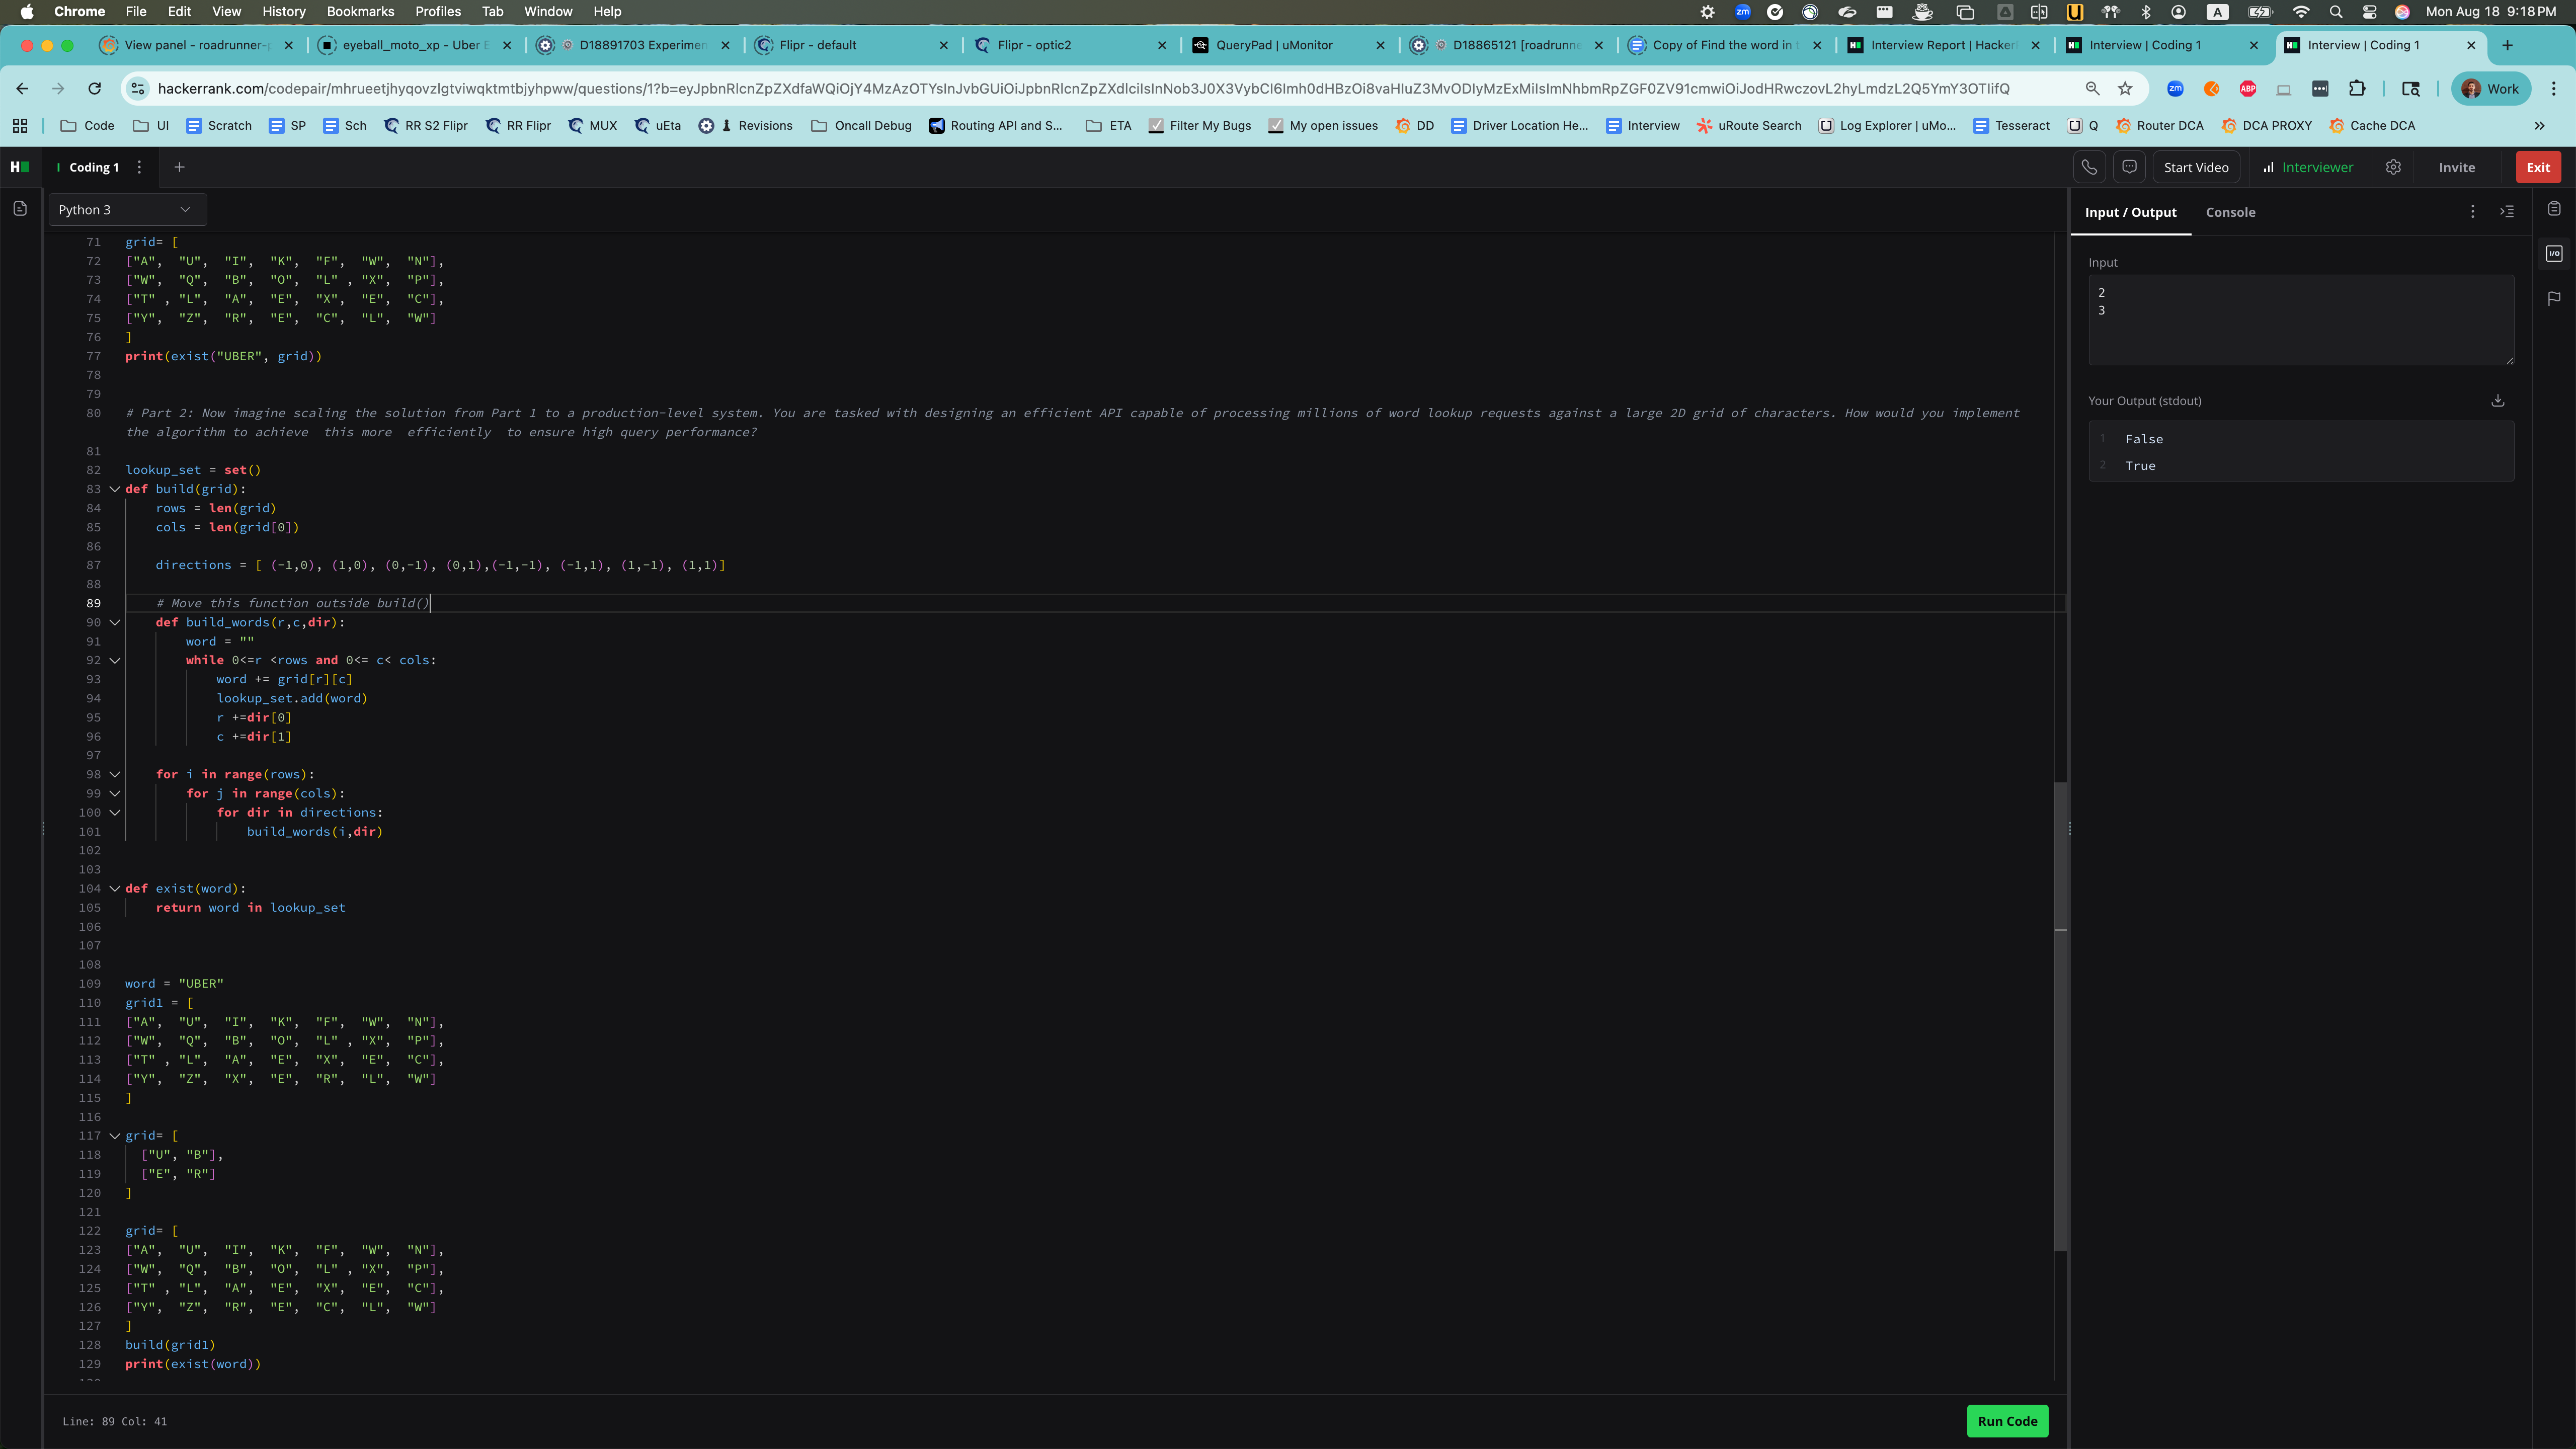 Chrome File Edit View History Bookmarks Profiles Tab Window Help
zm A Mon Aug 18 9:18 PM
View panel - roadrunner-p eyeball_moto_xp - Uber E D18891703 Experimen Flipr - default Flipr - optic2 QueryPad | uMonitor D18865121 [roadrunne Copy of Find the word in t Interview Report | Hacker Interview | Coding 1 Interview | Coding 1
zm ABP Work
Code UI Scratch SP Sch RR S2 Flipr RR Flipr MUX uEta Revisions Oncall Debug Routing API and S... ETA Filter My Bugs My open issues DD Driver Location He... Interview uRoute Search Log Explorer | uMo... Tesseract Q Router DCA DCA PROXY Cache DCA
H Coding 1 Start Video Interviewer Invite Exit
Python 3
71 grid= [
72 ["A", "U", "I", "K", "F", "W", "N"],
73 ["W", "Q", "B", "O", "L" , "X", "P"],
74 ["T" , "L", "A", "E", "X", "E", "C"],
75 ["Y", "Z", "R", "E", "C", "L", "W"]
76 ]
77 print(exist("UBER", grid))
78
79
80 # Part 2: Now imagine scaling the solution from Part 1 to a production-level system. You are tasked with designing an efficient API capable of processing millions of word lookup requests against a large 2D grid of characters. How would you implement
the algorithm to achieve this more efficiently to ensure high query performance?
81
82 lookup_set = set()
83 def build(grid):
84 rows = len(grid)
85 cols = len(grid[0])
86
87 directions = [ (-1,0), (1,0), (0,-1), (0,1),(-1,-1), (-1,1), (1,-1), (1,1)]
88
89 # Move this function outside build()
90 def build_words(r,c,dir):
91 word = ""
92 while 0<=r <rows and 0<= c< cols:
93 word += grid[r][c]
94 lookup_set.add(word)
95 r +=dir[0]
96 c +=dir[1]
97
98 for i in range(rows):
99 for j in range(cols):
100 for dir in directions:
101 build_words(i,dir)
102
103
104 def exist(word):
105 return word in lookup_set
106
107
108
109 word = "UBER"
110 grid1 = [
111 ["A", "U", "I", "K", "F", "W", "N"],
112 ["W", "Q", "B", "O", "L" , "X", "P"],
113 ["T" , "L", "A", "E", "X", "E", "C"],
114 ["Y", "Z", "X", "E", "R", "L", "W"]
115 ]
116
117 grid= [
118 ["U", "B"],
119 ["E", "R"]
120 ]
121
122 grid= [
123 ["A", "U", "I", "K", "F", "W", "N"],
124 ["W", "Q", "B", "O", "L" , "X", "P"],
125 ["T" , "L", "A", "E", "X", "E", "C"],
126 ["Y", "Z", "R", "E", "C", "L", "W"]
127 ]
128 build(grid1)
129 print(exist(word))
Line: 89 Col: 41
Run Code
Input / Output Console
Input
2
3
Your Output (stdout)
1 False
2 True
I/O